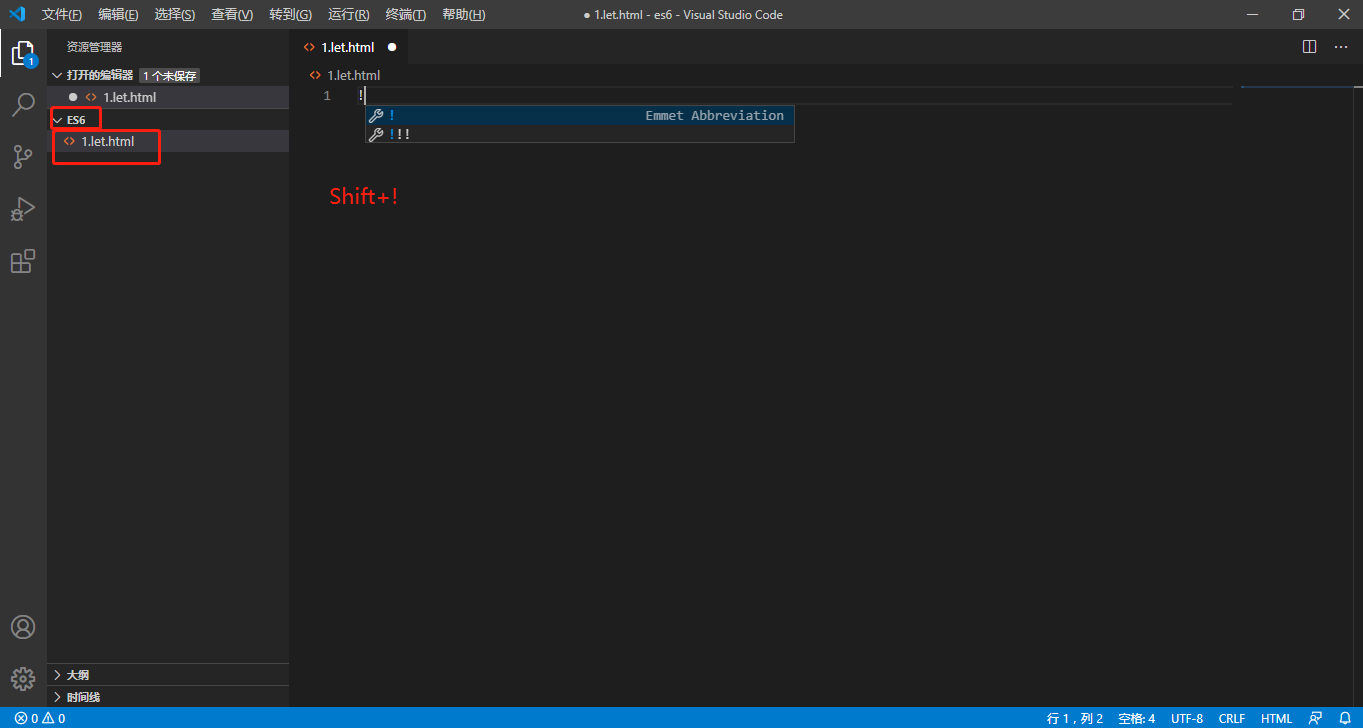 文件(F) 编辑(E) 选择(S) 查看(V) 转到(G) 运行(R) 终端(T) 帮助(H) ● 1.let.html - es6 - Visual Studio Code
资源管理器
1
打开的编辑器 1 个未保存
1.let.html
ES6
1.let.html
大纲
时间线
1.let.html
1.let.html
1 !
! Emmet Abbreviation
!!!
Shift+!
0 0 行 1，列 2 空格: 4 UTF-8 CRLF HTML